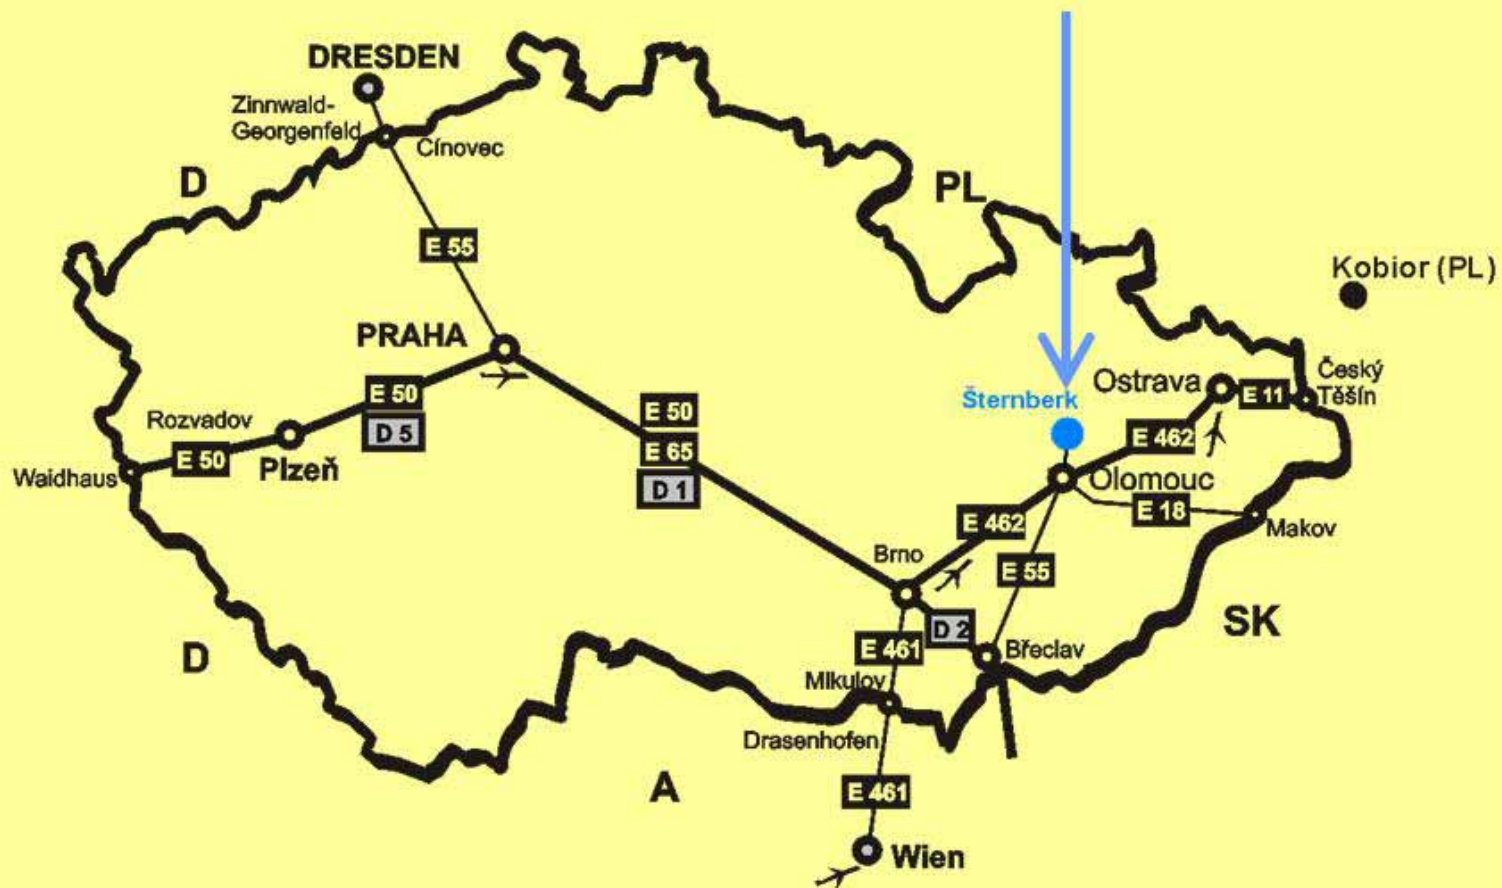 DRESDEN
Zinnwald-
Georgenfeld
Cínovec
D
PL
E 55
Kobior (PL)
PRAHA
Český
Těšín
Ostrava
E 11
Šternberk
E 50
D 5
E 50
E 65
D 1
Rozvadov
E 50
Plzeň
Waidhaus
E 462
Olomouc
E 18
Makov
E 462
Brno
E 55
SK
D 2
E 461
Břeclav
D
Mikulov
Drasenhofen
A
E 461
Wien